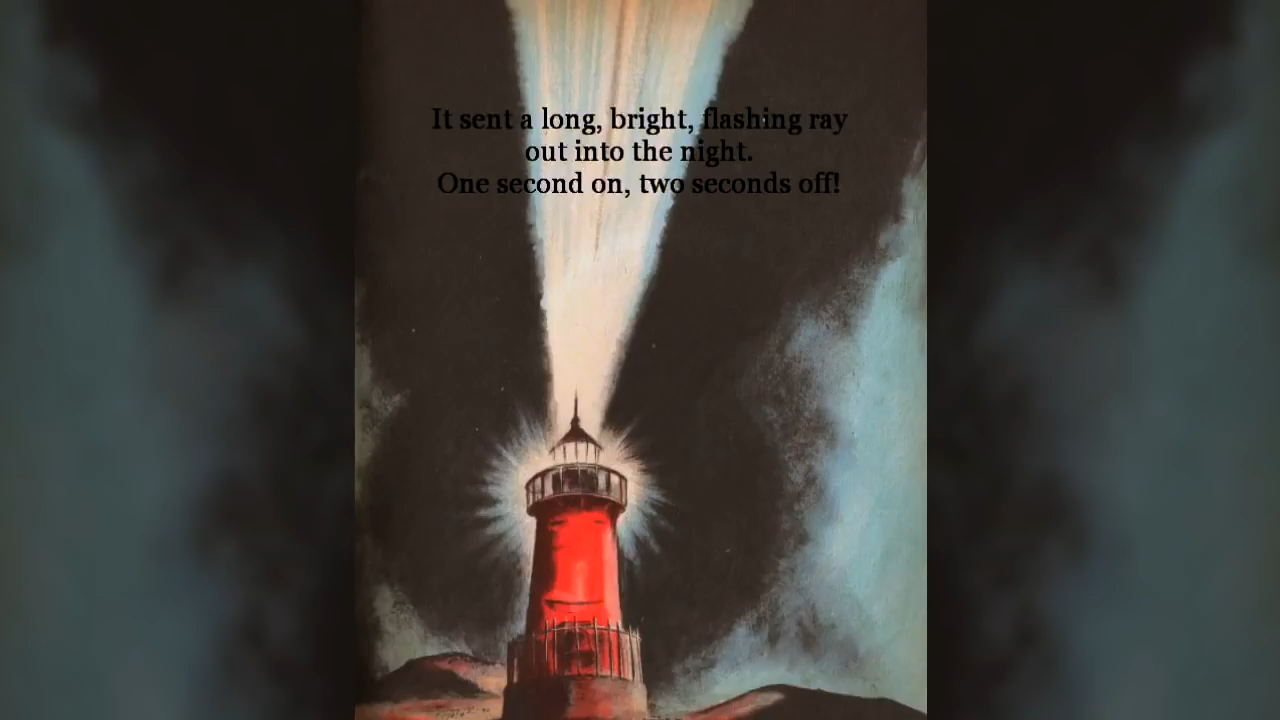 It sent a long, bright, flashing ray
out into the night.
One second on, two seconds off!